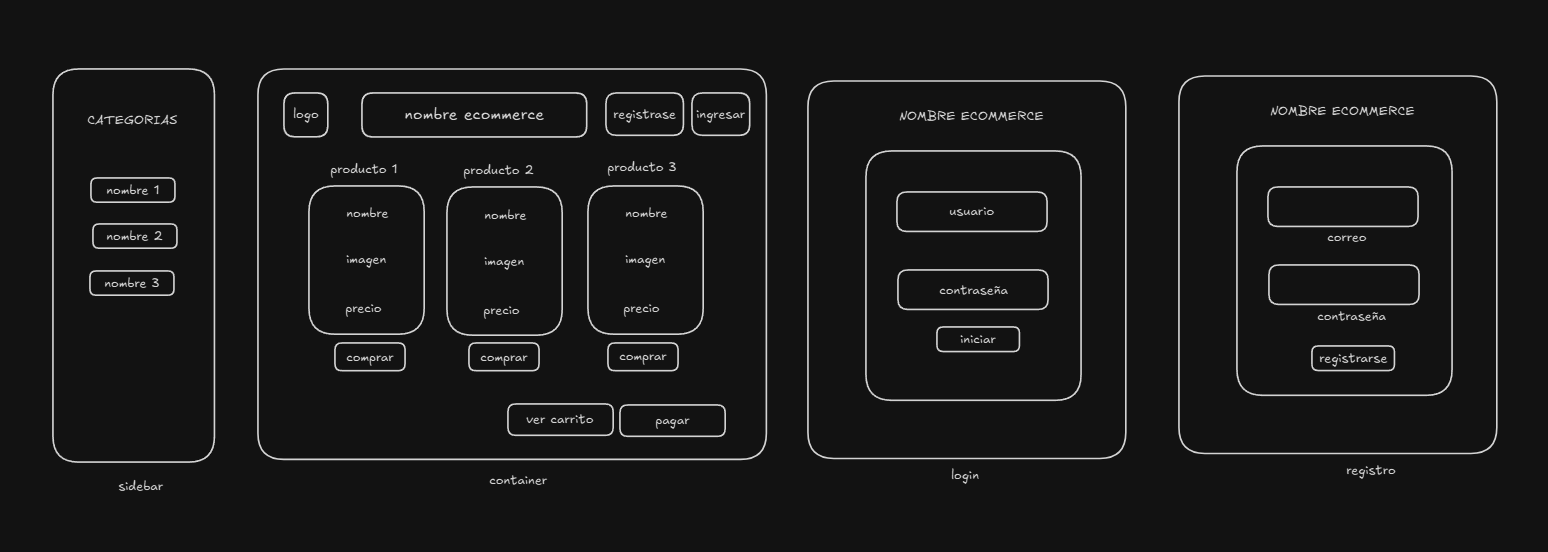 CATEGORIAS
nombre 1
nombre 2
nombre 3
sidebar
logo
nombre ecommerce
registrase
ingresar
producto 1
nombre
imagen
precio
comprar
producto 2
nombre
imagen
precio
comprar
producto 3
nombre
imagen
precio
comprar
ver carrito
pagar
container
NOMBRE ECOMMERCE
usuario
contraseña
iniciar
login
NOMBRE ECOMMERCE
correo
contraseña
registrarse
registro